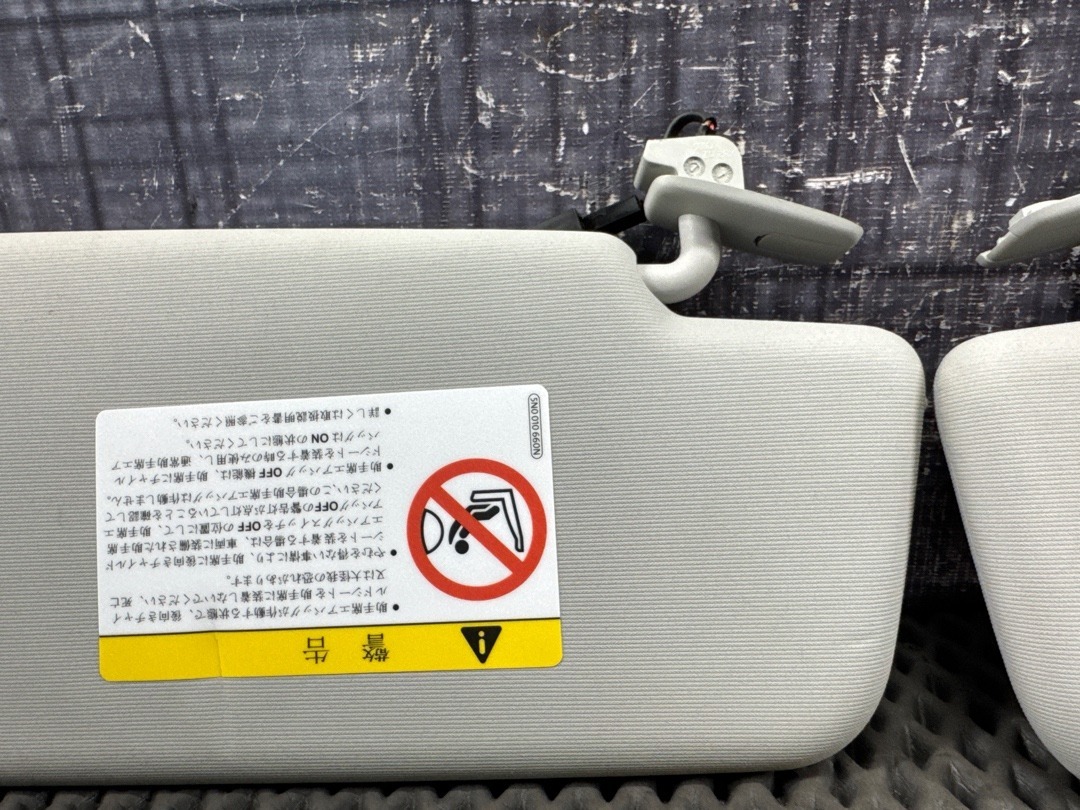 警告
● 助手席エアバッグが作動する状態で、後向きチャイ
ルドシートを助手席に装着しないでください。死亡
又は大怪我の恐れがあります。
● やむを得ない事情により、助手席に後向きチャイルド
シートを装着する場合は、車両に装備された助手席
エアバッグスイッチをOFFの位置にして、助手席エ
アバッグOFFの警告灯が点灯していることを確認して
ください。この場合助手席エアバッグは作動しません。
● 助手席エアバッグ OFF 機能は、助手席にチャイル
ドシートを装着する時のみ使用し、通常助手席エア
バッグは ON の状態にしてください。
● 詳しくは取扱説明書をご参照ください。
5N0 010 660N